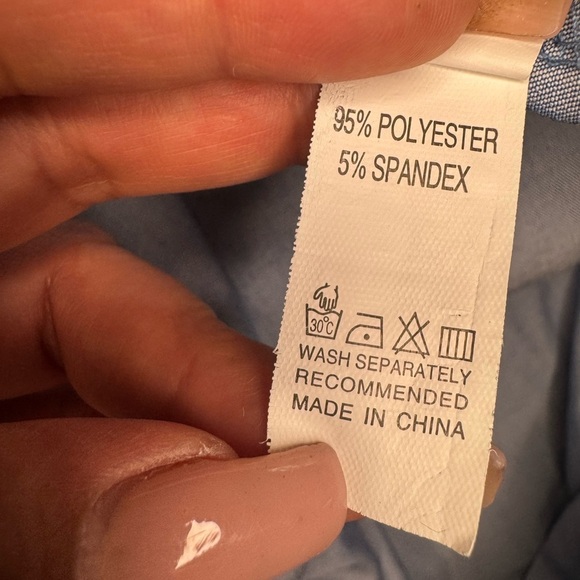 95% POLYESTER
5% SPANDEX
30°C
WASH SEPARATELY
RECOMMENDED
MADE IN CHINA